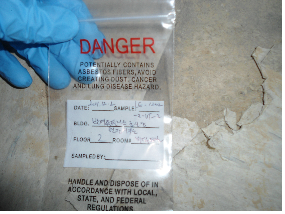 DANGER
POTENTIALLY CONTAINS
ASBESTOS FIBERS, AVOID
CREATING DUST, CANCER
AND LUNG DISEASE HAZARD.
DATE: SAMPLE
BLDG.
FLOOR 2 ROOM#
SAMPLED BY:
HANDLE AND DISPOSE OF IN
ACCORDANCE WITH LOCAL,
STATE, AND FEDERAL
REGULATIONS